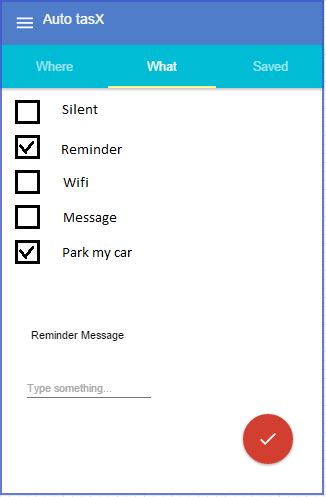 Auto tasX
Where What Saved
Silent
Reminder
Wifi
Message
Park my car
Reminder Message
Type something...